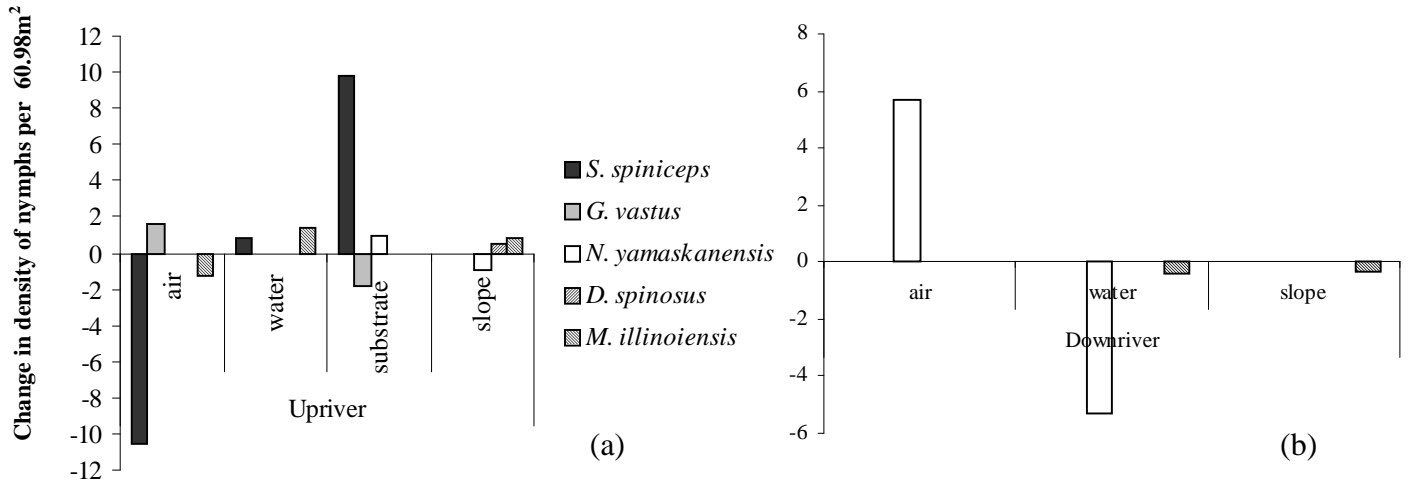 Change in density of nymphs per 60.98m²
12
10
8
6
4
2
0
-2
-4
-6
-8
-10
-12
air
water
substrate
slope
Upriver
(a)
S. spiniceps
G. vastus
N. yamaskanensis
D. spinosus
M. illinoiensis
8
6
4
2
0
-2
-4
-6
air
water
slope
Downriver
(b)